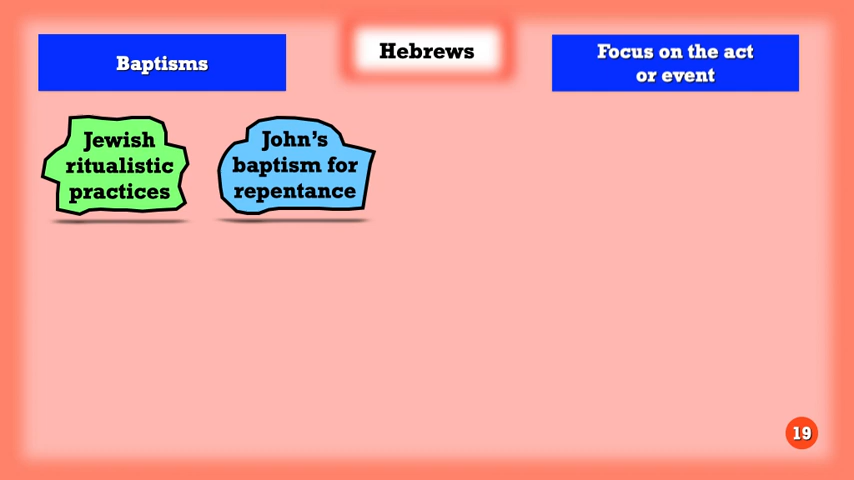 Baptisms
Hebrews
Focus on the act
or event
Jewish
ritualistic
practices
John's
baptism for
repentance
19